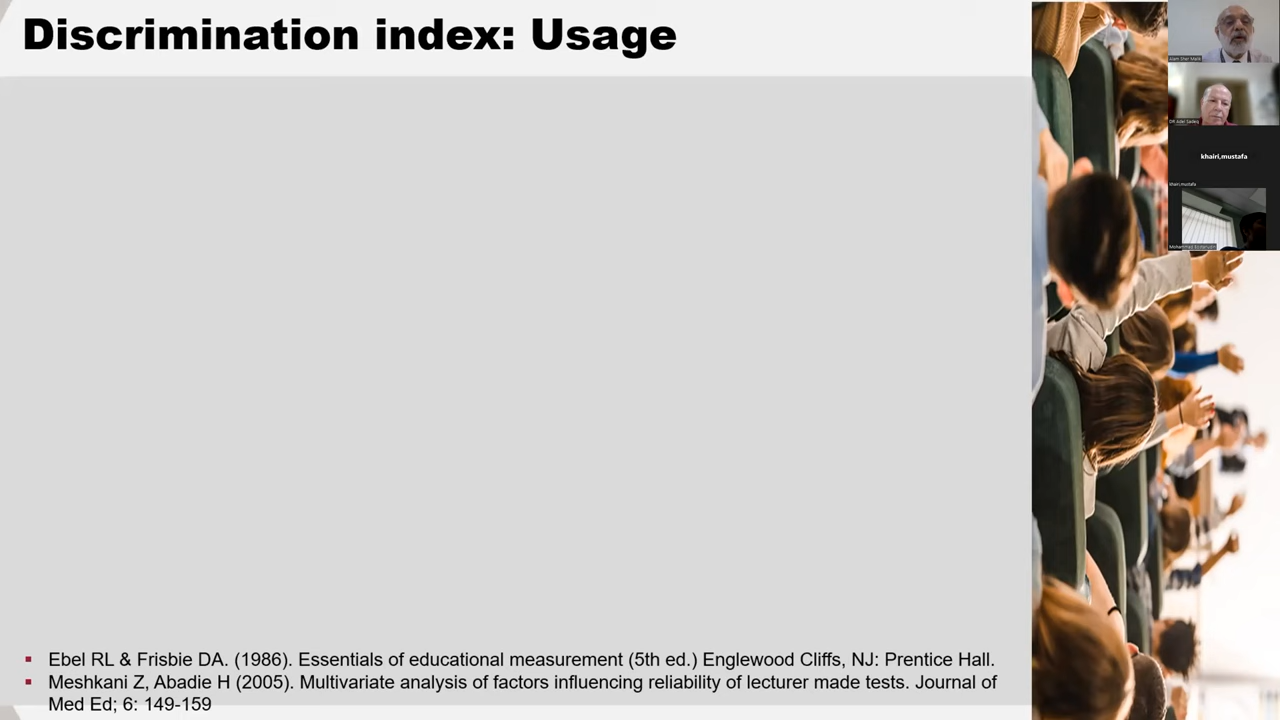 Discrimination index: Usage
Ebel RL & Frisbie DA. (1986). Essentials of educational measurement (5th ed.) Englewood Cliffs, NJ: Prentice Hall.
Meshkani Z, Abadie H (2005). Multivariate analysis of factors influencing reliability of lecturer made tests. Journal of
Med Ed; 6: 149-159
khairi,mustafa
khairi,mustafa